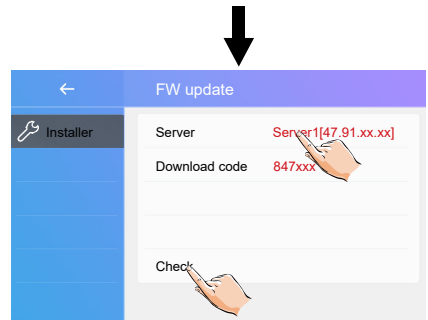 FW update
Installer
Server Server1[47.91.xx.xx]
Download code 847xxx
Check